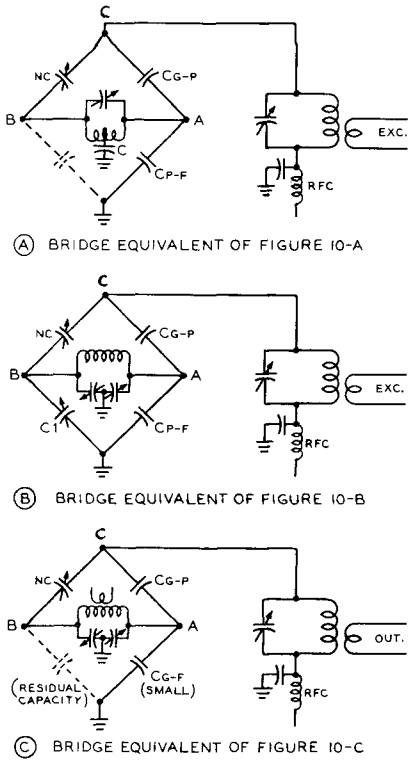 C
NC
CG-P
B
A
C
CP-F
EXC.
RFC
A BRIDGE EQUIVALENT OF FIGURE 10-A
C
NC
CG-P
B
A
C1
CP-F
EXC.
RFC
B BRIDGE EQUIVALENT OF FIGURE 10-B
C
NC
CG-P
B
A
(RESIDUAL
CAPACITY)
CG-F
(SMALL)
OUT.
RFC
C BRIDGE EQUIVALENT OF FIGURE 10-C